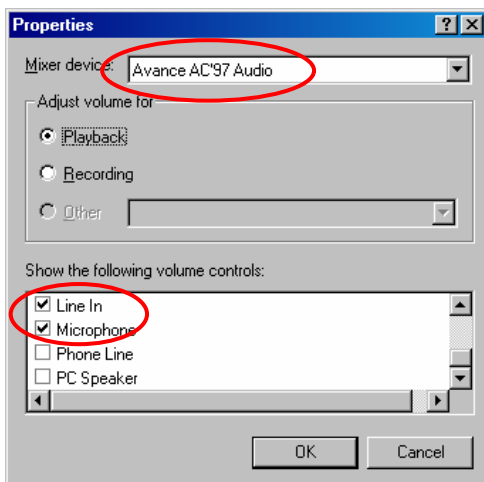 Properties
Mixer device: Avance AC'97 Audio
Adjust volume for
Playback
Recording
Other
Show the following volume controls:
Line In
Microphone
Phone Line
PC Speaker
OK Cancel